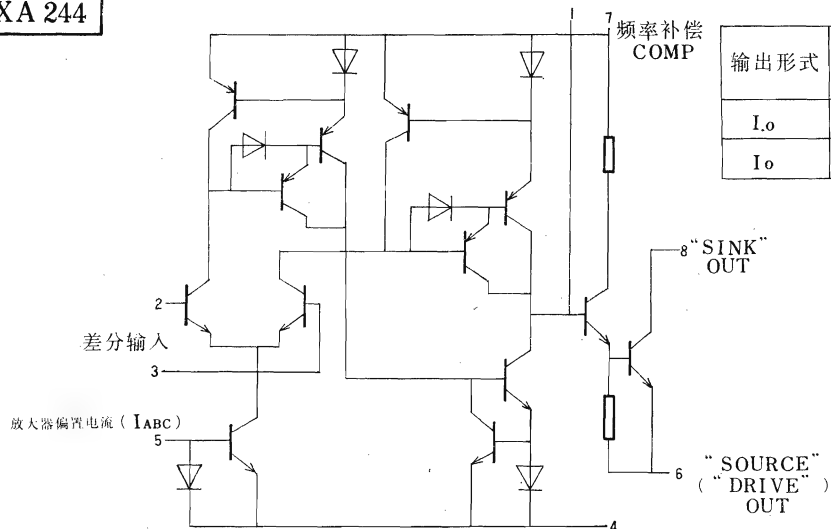 XA 244
1
7
频率补偿
COMP
输出形式
I.o
Io
8 "SINK"
OUT
2
差分输入
3
放大器偏置电流 ( IABC )
5
6 "SOURCE"
( "DRIVE" )
OUT
4